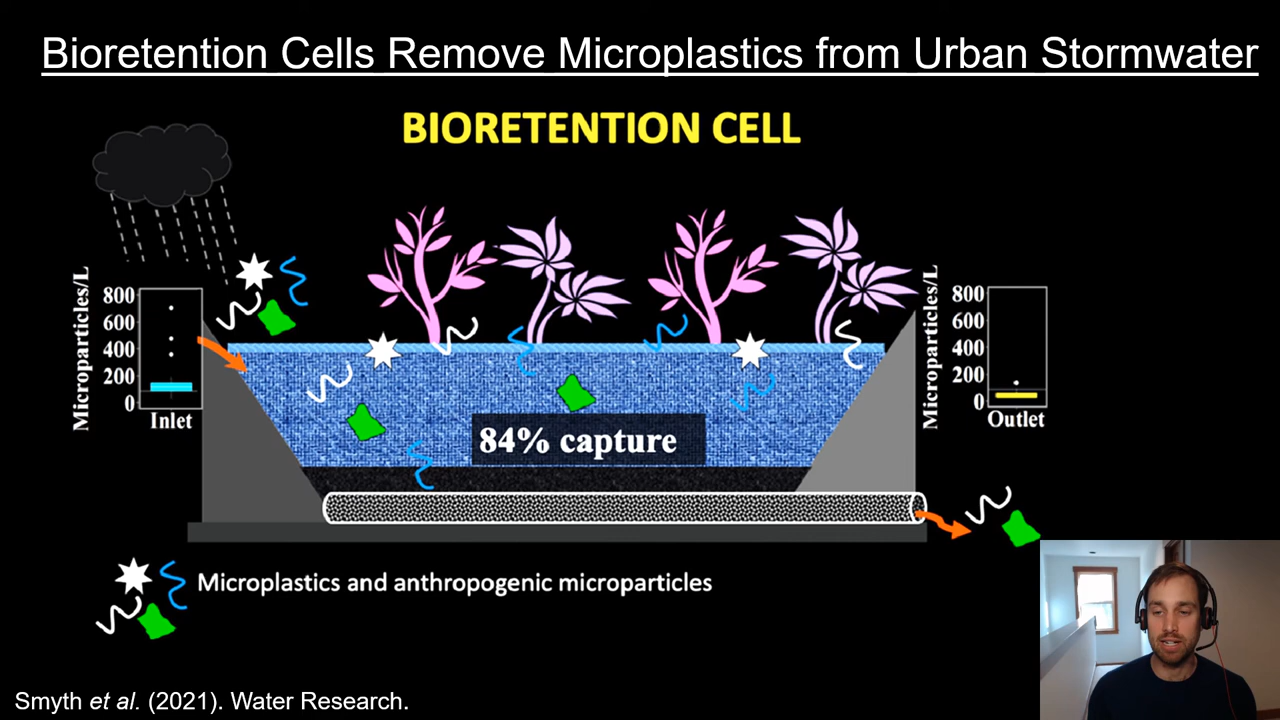 Bioretention Cells Remove Microplastics from Urban Stormwater
BIORETENTION CELL
Microparticles/L
800
600
400
200
0
Inlet
84% capture
Microparticles/L
800
600
400
200
0
Outlet
Microplastics and anthropogenic microparticles
Smyth et al. (2021). Water Research.